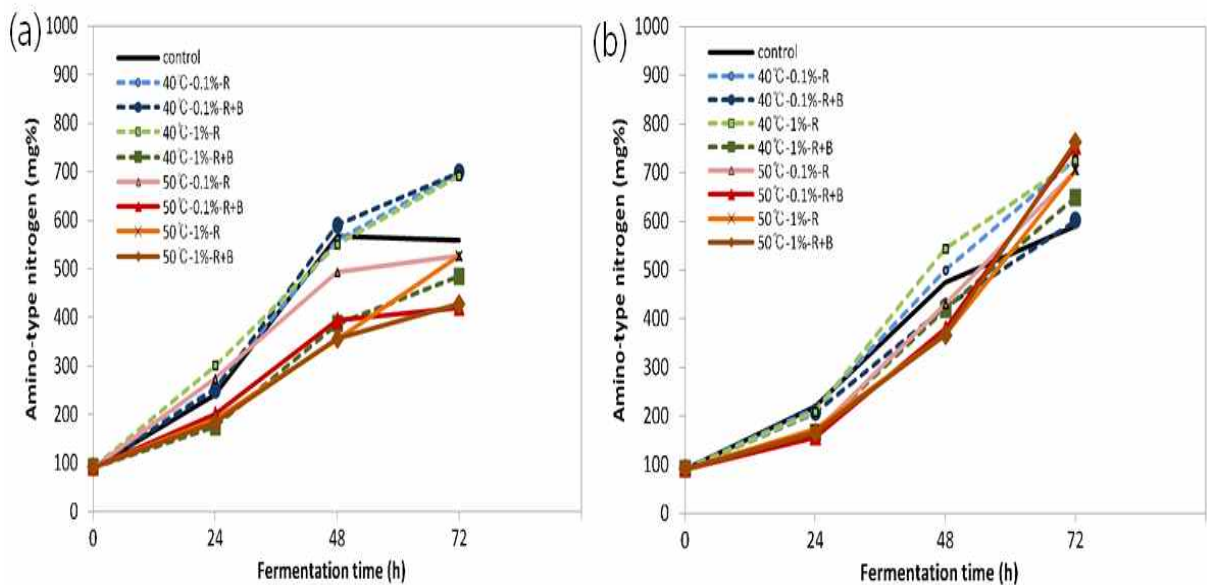 (a)
Amino-type nitrogen (mg%)
1000
900
800
700
600
500
400
300
200
100
0
control
40℃-0.1%-R
40℃-0.1%-R+B
40℃-1%-R
40℃-1%-R+B
50℃-0.1%-R
50℃-0.1%-R+B
50℃-1%-R
50℃-1%-R+B
0 24 48 72
Fermentation time (h)
(b)
Amino-type nitrogen (mg%)
1000
900
800
700
600
500
400
300
200
100
0
control
40℃-0.1%-R
40℃-0.1%-R+B
40℃-1%-R
40℃-1%-R+B
50℃-0.1%-R
50℃-0.1%-R+B
50℃-1%-R
50℃-1%-R+B
0 24 48 72
Fermentation time (h)